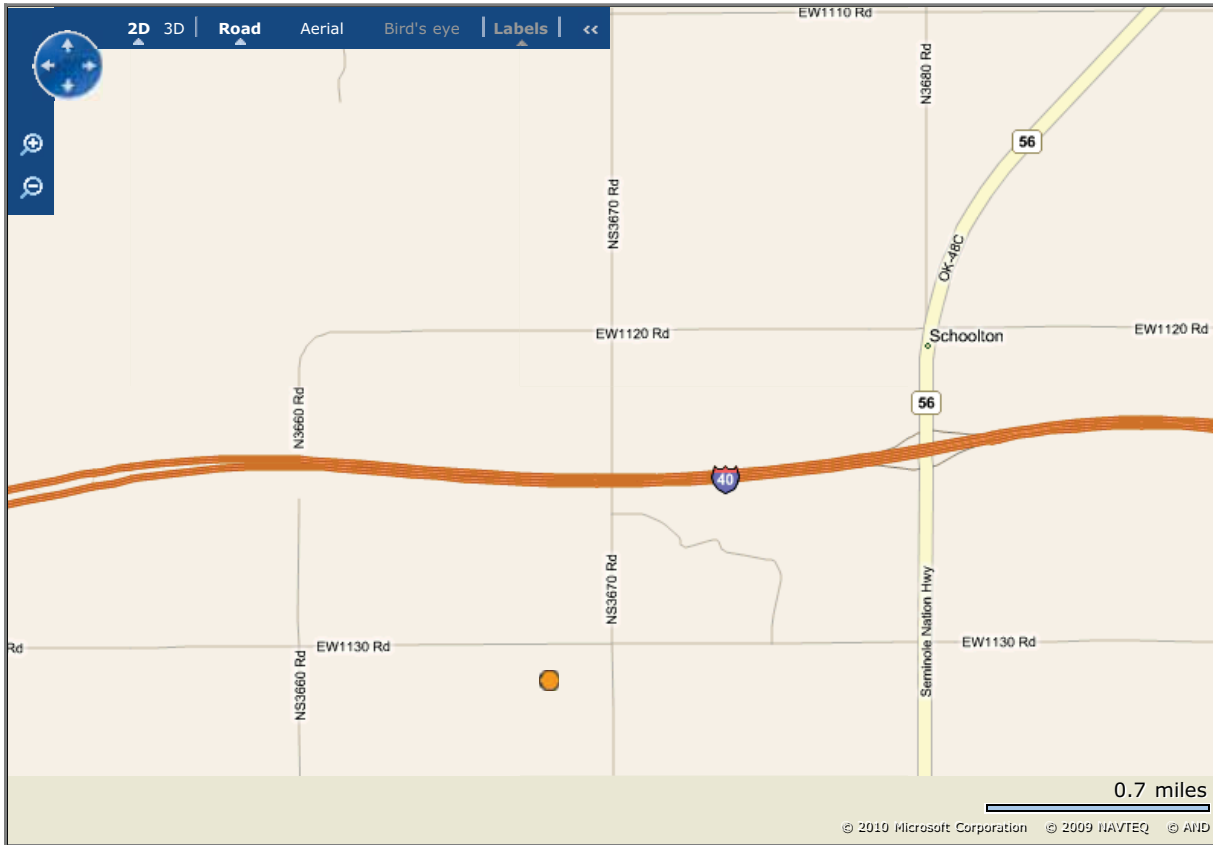 EW1110 Rd
2D 3D Road Aerial Bird's eye Labels <<
N3680 Rd
56
NS3670 Rd
OK-48C
EW1120 Rd
EW1120 Rd
Schoolton
N3660 Rd
56
40
NS3670 Rd
Seminole Nation Hwy
Rd
EW1130 Rd
EW1130 Rd
NS3660 Rd
0.7 miles
© 2010 Microsoft Corporation © 2009 NAVTEQ © AND